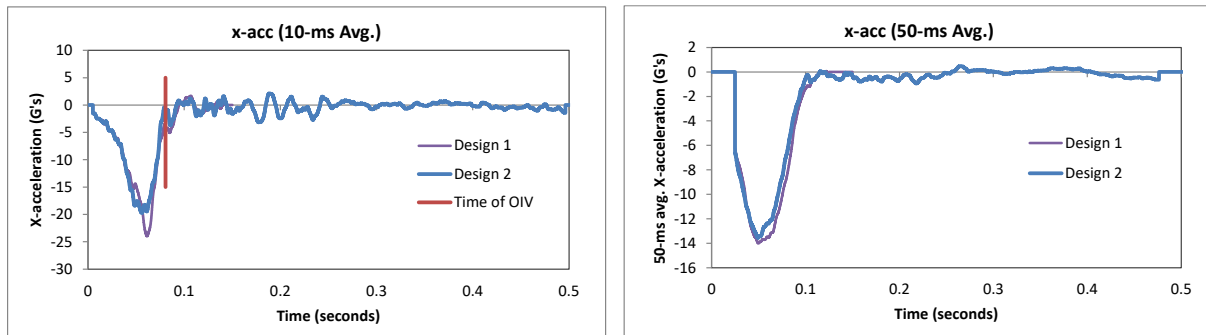 x-acc (10-ms Avg.)
X-acceleration (G's)
10
5
0
-5
-10
-15
-20
-25
-30
Design 1
Design 2
Time of OIV
0
0.1
0.2
0.3
0.4
0.5
Time (seconds)
x-acc (50-ms Avg.)
50-ms avg. X-acceleration (G's)
2
0
-2
-4
-6
-8
-10
-12
-14
-16
Design 1
Design 2
0
0.1
0.2
0.3
0.4
0.5
Time (seconds)